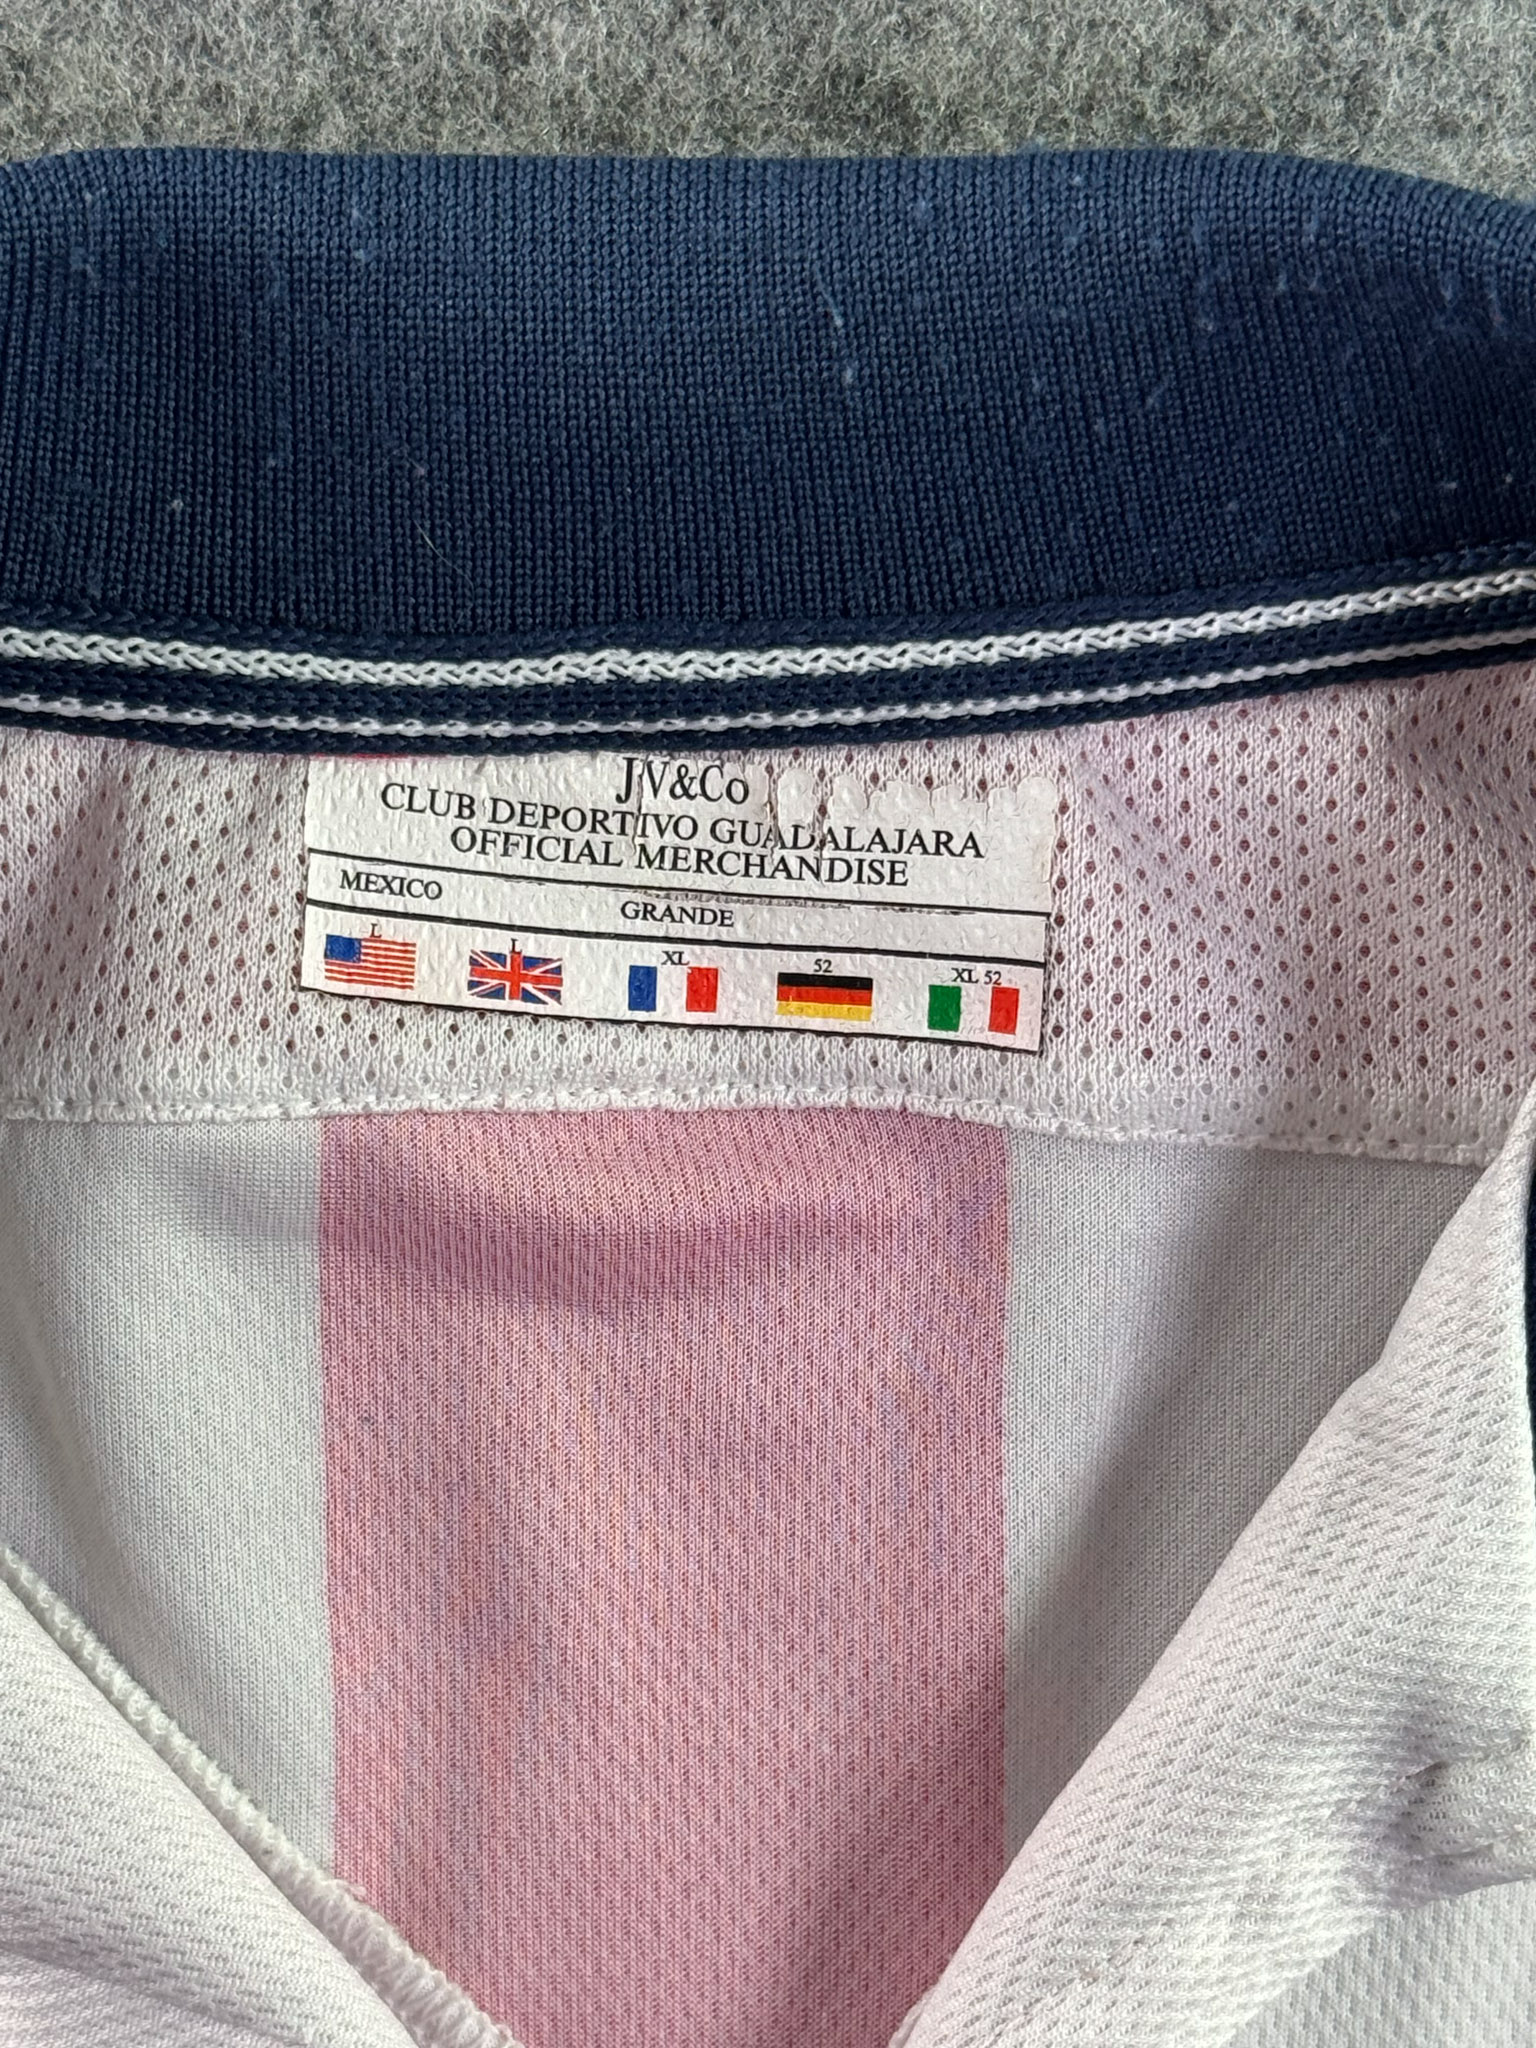 JV&Co
CLUB DEPORTIVO GUADALAJARA
OFFICIAL MERCHANDISE
MEXICO GRANDE
L L XL 52 XL 52